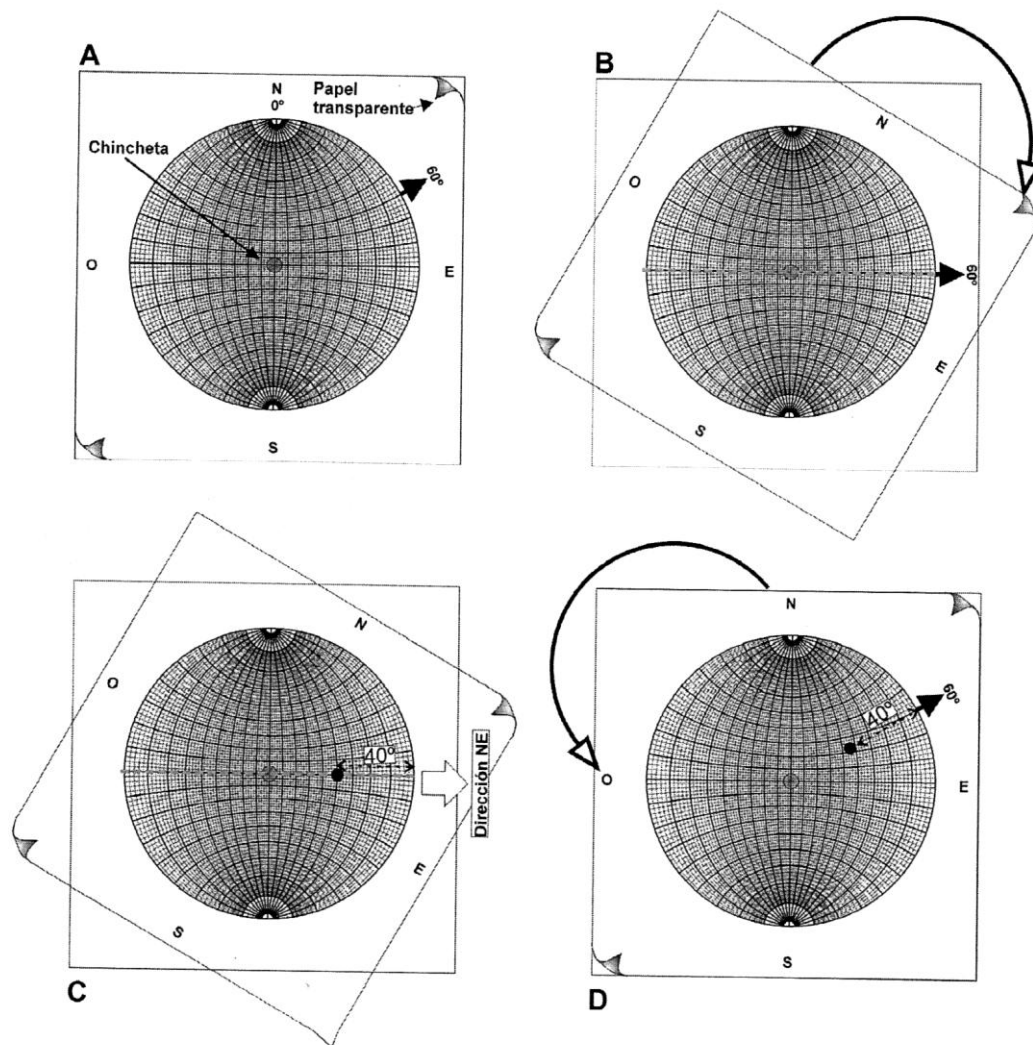 A
N
0°
Papel
transparente
Chincheta
60°
O
E
S
B
N
O
60°
E
S
N
O
40°
Dirección NE
E
S
C
N
60°
40°
O
E
S
D